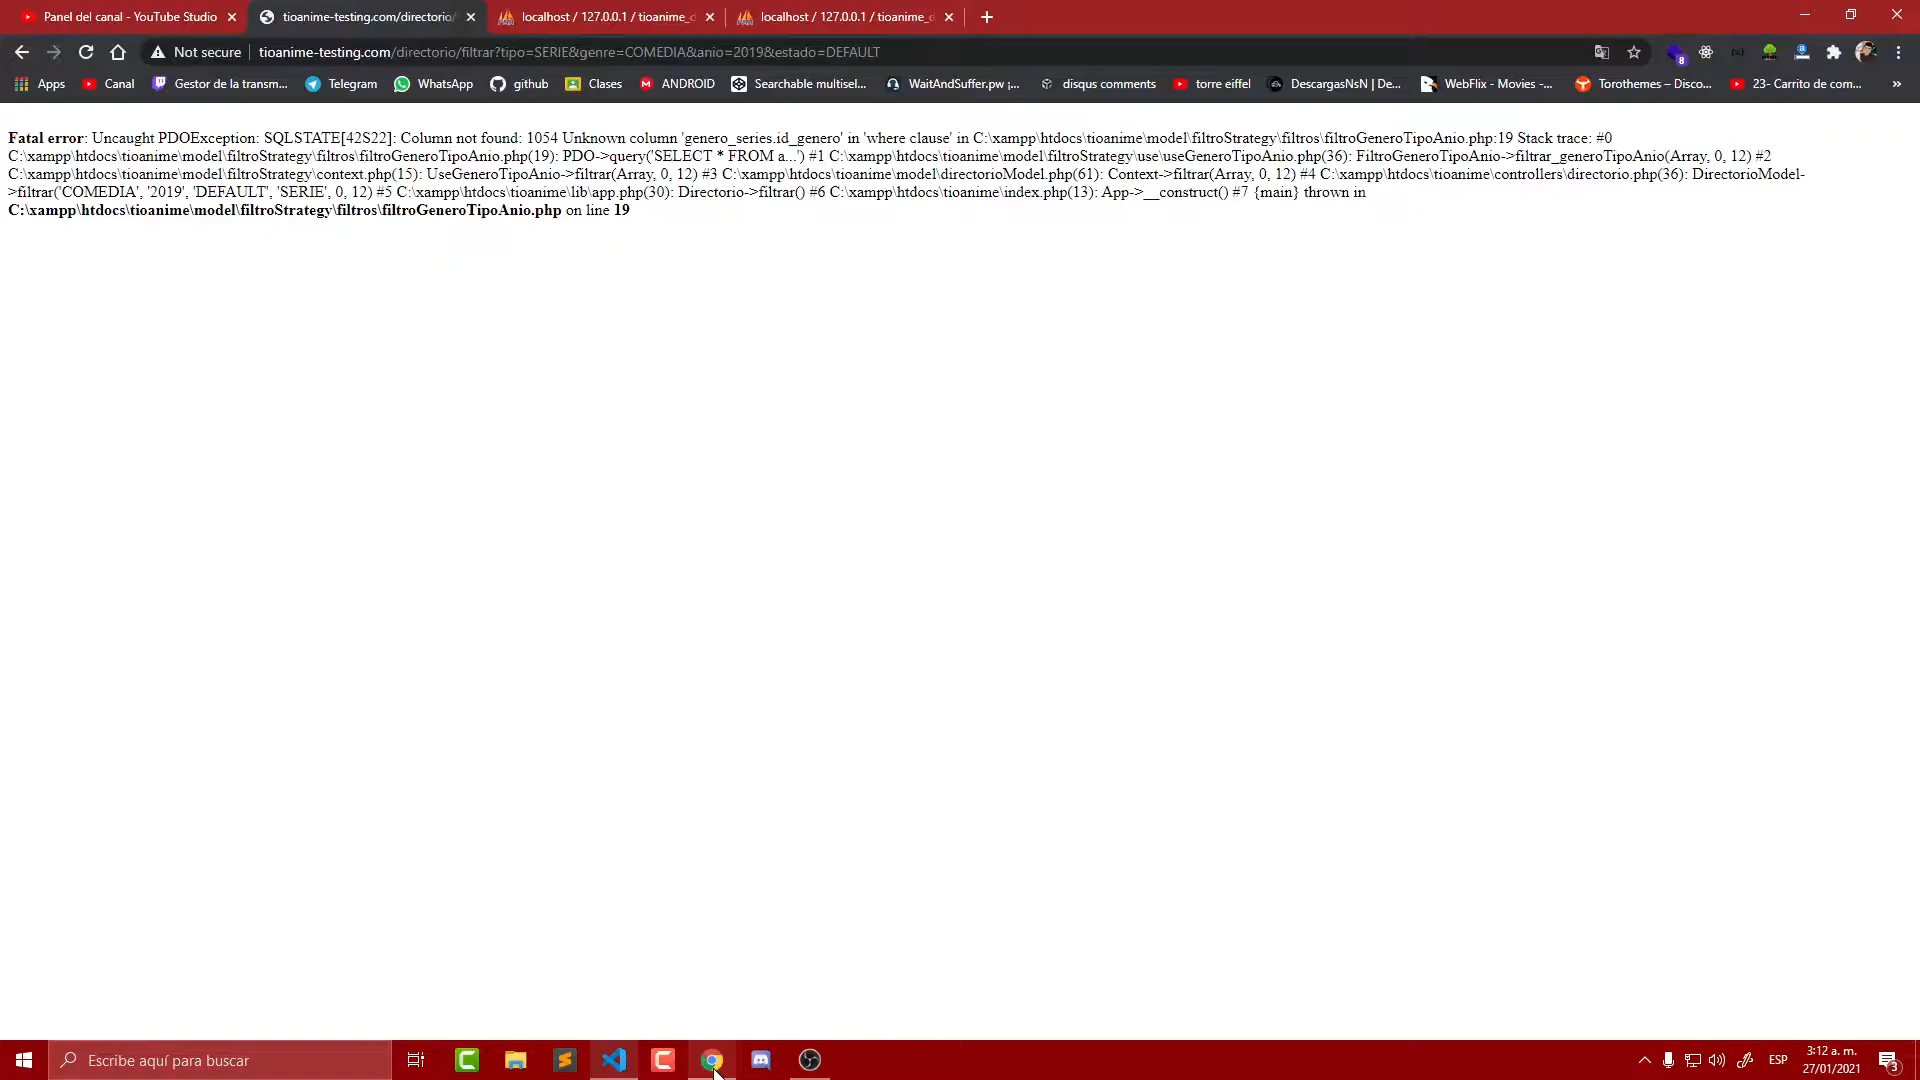 Panel del canal - YouTube Studio
tioanime-testing.com/directorio/
localhost / 127.0.0.1 / tioanime_d
localhost / 127.0.0.1 / tioanime_d
Not secure
tioanime-testing.com/directorio/filtrar?tipo=SERIE&genre=COMEDIA&anio=2019&estado=DEFAULT
8
Apps
Canal
Gestor de la transm...
Telegram
WhatsApp
github
Clases
ANDROID
Searchable multisel...
WaitAndSuffer.pw ¡...
disqus comments
torre eiffel
DescargasNsN | De...
WebFlix - Movies -...
Torothemes – Disco...
23- Carrito de com...
»
Fatal error: Uncaught PDOException: SQLSTATE[42S22]: Column not found: 1054 Unknown column 'genero_series.id_genero' in 'where clause' in C:\xampp\htdocs\tioanime\model\filtroStrategy\filtros\filtroGeneroTipoAnio.php:19 Stack trace: #0
C:\xampp\htdocs\tioanime\model\filtroStrategy\filtros\filtroGeneroTipoAnio.php(19): PDO->query('SELECT * FROM a...') #1 C:\xampp\htdocs\tioanime\model\filtroStrategy\use\useGeneroTipoAnio.php(36): FiltroGeneroTipoAnio->filtrar_generoTipoAnio(Array, 0, 12) #2
C:\xampp\htdocs\tioanime\model\filtroStrategy\context.php(15): UseGeneroTipoAnio->filtrar(Array, 0, 12) #3 C:\xampp\htdocs\tioanime\model\directorioModel.php(61): Context->filtrar(Array, 0, 12) #4 C:\xampp\htdocs\tioanime\controllers\directorio.php(36): DirectorioModel-
>filtrar('COMEDIA', '2019', 'DEFAULT', 'SERIE', 0, 12) #5 C:\xampp\htdocs\tioanime\lib\app.php(30): Directorio->filtrar() #6 C:\xampp\htdocs\tioanime\index.php(13): App->__construct() #7 {main} thrown in
C:\xampp\htdocs\tioanime\model\filtroStrategy\filtros\filtroGeneroTipoAnio.php on line 19
Escribe aquí para buscar
ESP
3:12 a. m.
27/01/2021
3